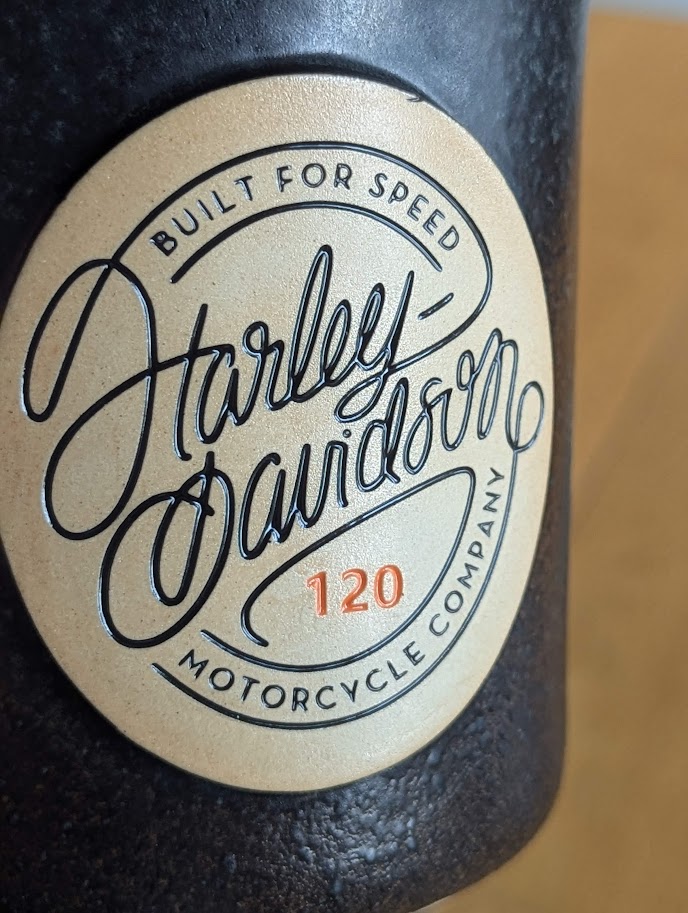 BUILT FOR SPEED
Harley-
Davidson
120
MOTORCYCLE COMPANY